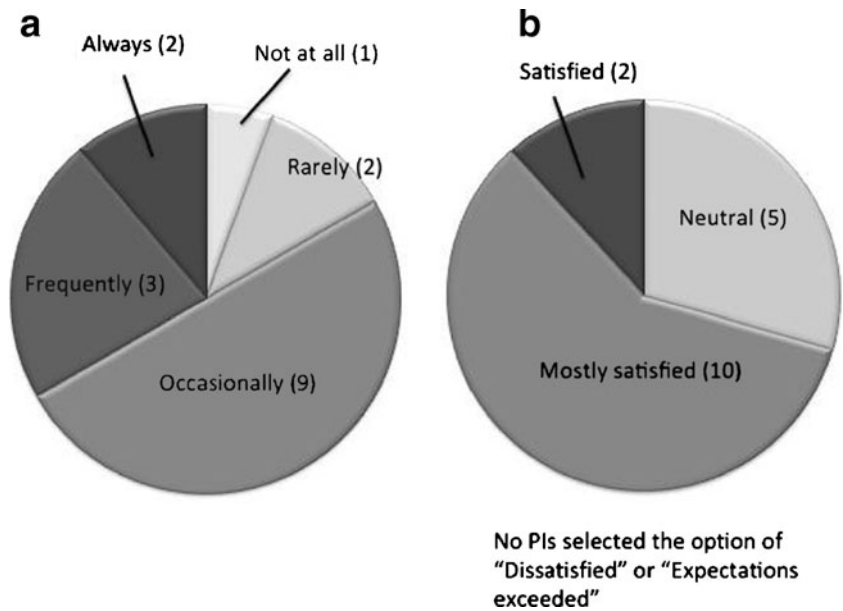 a
Always (2)
Not at all (1)
Rarely (2)
Frequently (3)
Occasionally (9)
b
Satisfied (2)
Neutral (5)
Mostly satisfied (10)
No PIs selected the option of
"Dissatisfied" or "Expectations
exceeded"